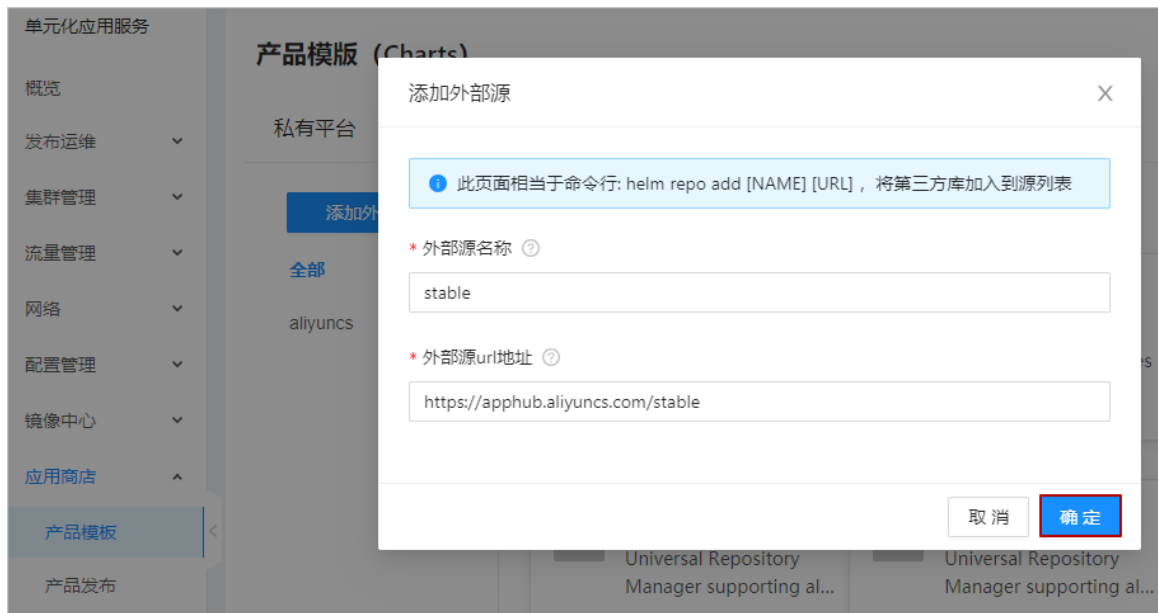 单元化应用服务
概览
发布运维
集群管理
流量管理
网络
配置管理
镜像中心
应用商店
产品模板
产品发布
产品模版（Charts）
私有平台
添加外
全部
aliyuncs
添加外部源
X
此页面相当于命令行: helm repo add [NAME] [URL] ，将第三方库加入到源列表
* 外部源名称 ?
stable
* 外部源url地址 ?
https://apphub.aliyuncs.com/stable
取 消
确 定
Universal Repository
Manager supporting al...
Universal Repository
Manager supporting al...